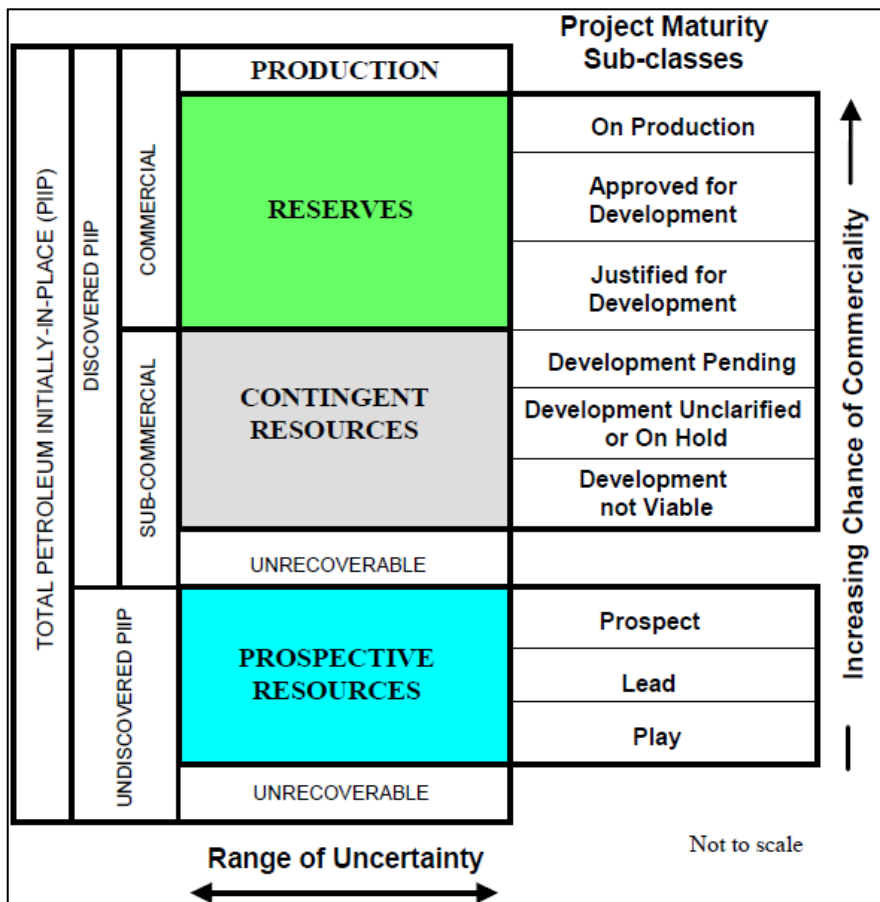 Project Maturity
Sub-classes
PRODUCTION
On Production
RESERVES
Approved for
Development
Justified for
Development
Development Pending
CONTINGENT
RESOURCES
Development Unclarified
or On Hold
Development
not Viable
UNRECOVERABLE
Prospect
PROSPECTIVE
RESOURCES
Lead
Play
UNRECOVERABLE
TOTAL PETROLEUM INITIALLY-IN-PLACE (PIIP)
DISCOVERED PIIP
UNDISCOVERED PIIP
COMMERCIAL
SUB-COMMERCIAL
Increasing Chance of Commerciality
Not to scale
Range of Uncertainty